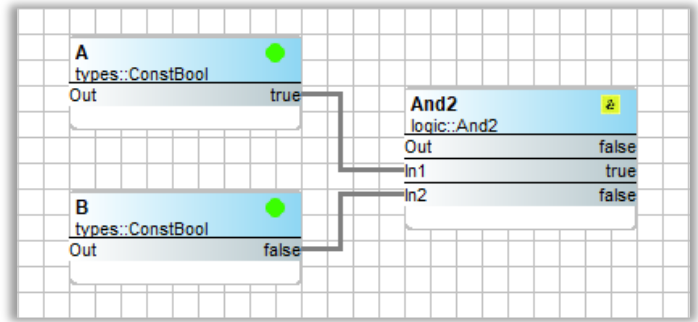 A
types::ConstBool
Out true
And2
logic::And2
Out false
In1 true
In2 false
B
types::ConstBool
Out false